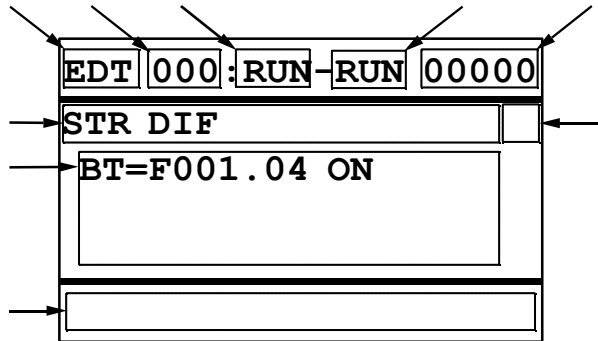 EDT 000:RUN-RUN 00000
STR DIF
BT=F001.04 ON